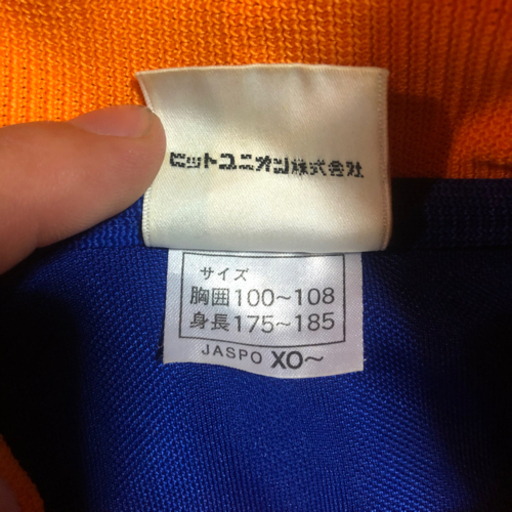 ヒットユニオン株式会社
サイズ
胸囲100~108
身長175~185
JASPO XO~